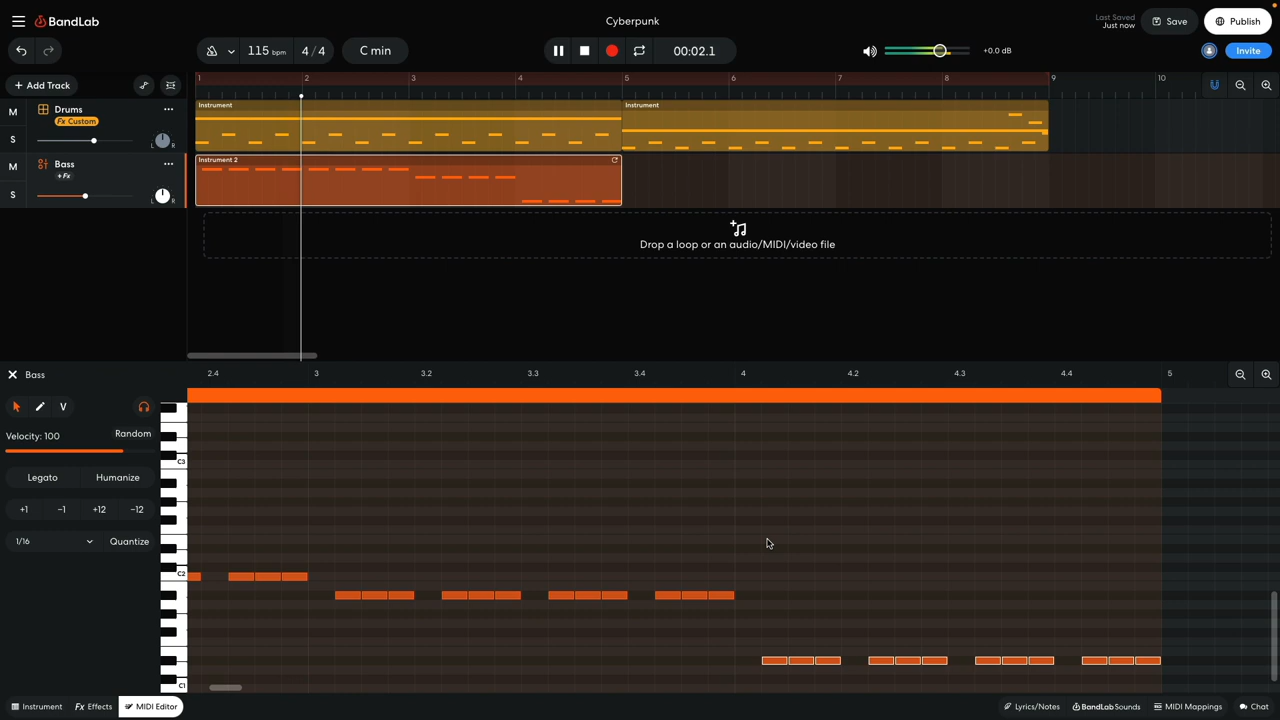 BandLab
Cyberpunk
Last Saved
Just now
Save
Publish
115 bpm
4/4
C min
00:02.1
+0.0 dB
Invite
+ Add Track
1 2 3 4 5 6 7 8 9 10
M
Drums
Fx Custom
S
L R
Instrument
Instrument
M
Bass
+Fx
S
L R
Instrument 2
Drop a loop or an audio/MIDI/video file
Bass
2.4 3 3.2 3.3 3.4 4 4.2 4.3 4.4 5
V
Velocity: 100
Random
Legato
Humanize
+1 −1 +12 −12
1/16
Quantize
C3
C2
C1
Instrument
Fx Effects
MIDI Editor
Lyrics/Notes
BandLab Sounds
MIDI Mappings
Chat